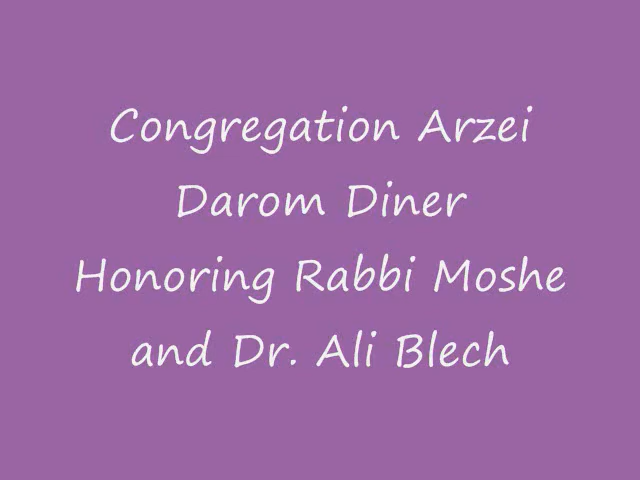 Congregation Arzei
Darom Diner
Honoring Rabbi Moshe
and Dr. Ali Blech